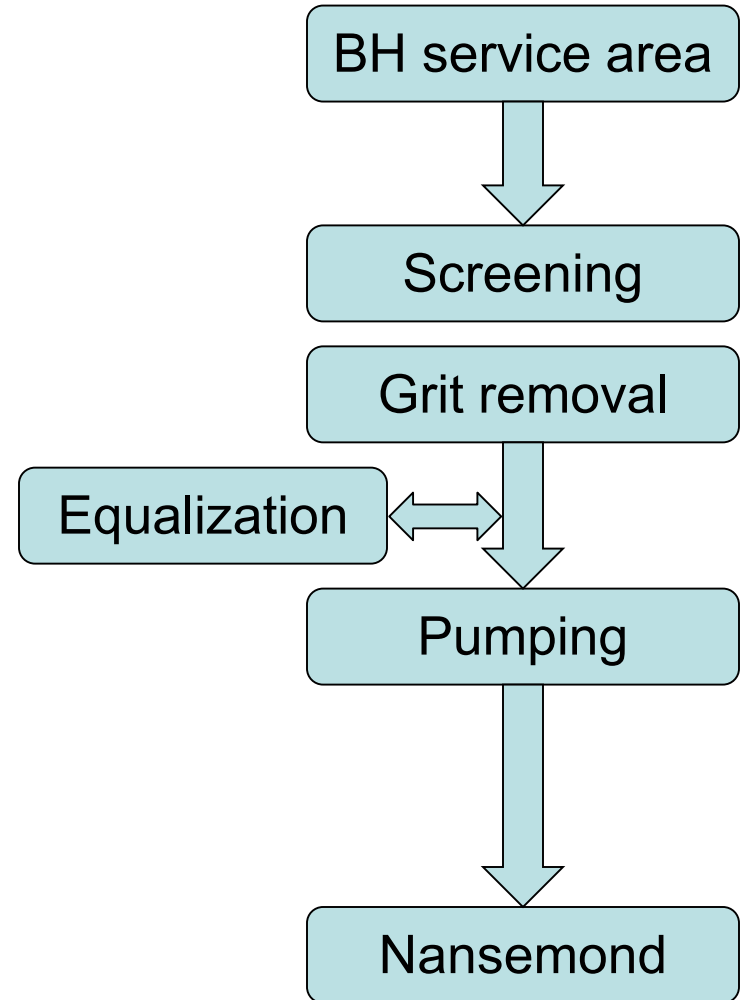 BH service area
Screening
Grit removal
Equalization
Pumping
Nansemond